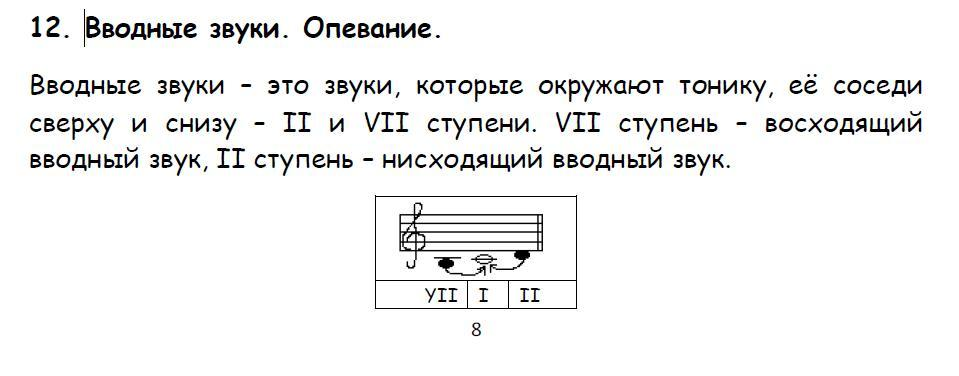 12. Вводные звуки. Опевание.
Вводные звуки – это звуки, которые окружают тонику, её соседи
сверху и снизу – II и VII ступени. VII ступень – восходящий
вводный звук, II ступень – нисходящий вводный звук.
YII I II
8